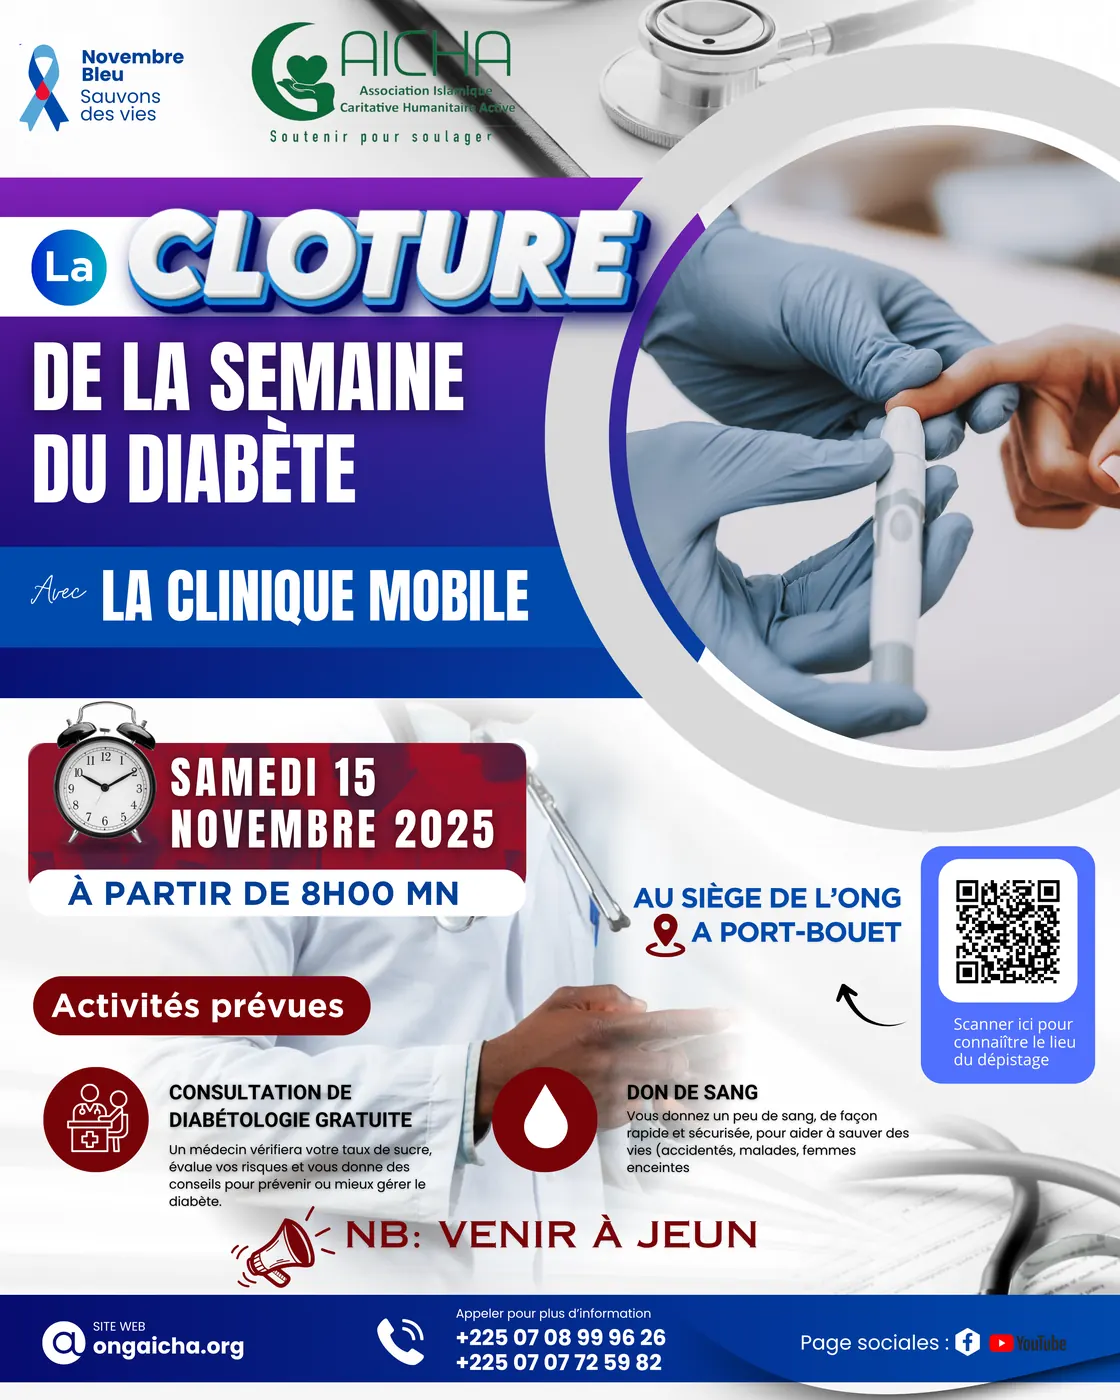 Novembre
Bleu
Sauvons
des vies
AICHA
Association Islamique
Caritative Humanitaire Active
Soutenir pour soulager
La
CLOTURE
DE LA SEMAINE
DU DIABÈTE
Avec
LA CLINIQUE MOBILE
SAMEDI 15
NOVEMBRE 2025
À PARTIR DE 8H00 MN
AU SIÈGE DE L'ONG
A PORT-BOUET
Scanner ici pour
connaiître le lieu
du dépistage
Activités prévues
CONSULTATION DE
DIABÉTOLOGIE GRATUITE
Un médecin vérifiera votre taux de sucre,
évalue vos risques et vous donne des
conseils pour prévenir ou mieux gérer le
diabète.
DON DE SANG
Vous donnez un peu de sang, de façon
rapide et sécurisée, pour aider à sauver des
vies (accidentés, malades, femmes
enceintes
NB: VENIR À JEUN
SITE WEB
ongaicha.org
Appeler pour plus d'information
+225 07 08 99 96 26
+225 07 07 72 59 82
Page sociales :
YouTube